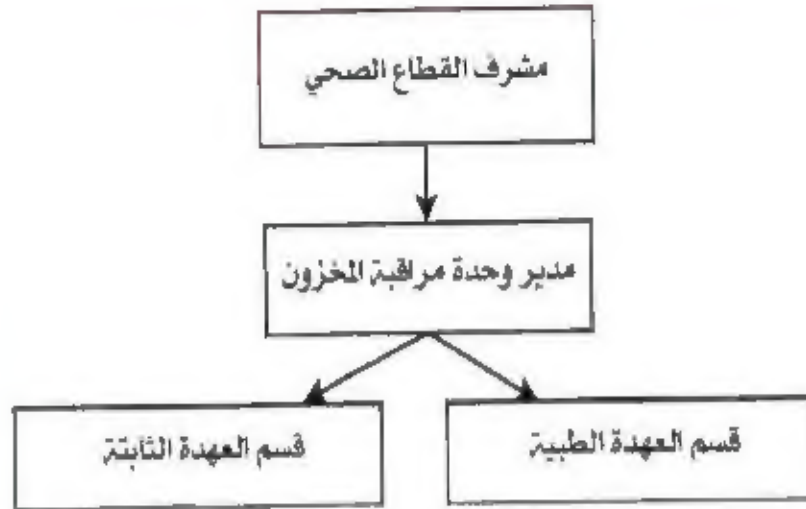 مشرف القطاع الصحي
مدير وحدة مراقبة المخزون
قسم العهدة الطبية
قسم العهدة الثابتة